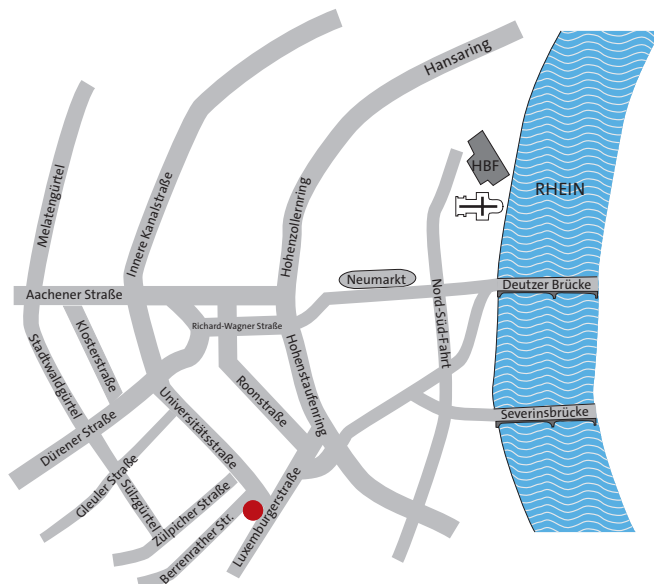 Hansaring
HBF
RHEIN
Melatengürtel
Innere Kanalstraße
Hohenzollernring
Neumarkt
Deutzer Brücke
Aachener Straße
Nord-Süd-Fahrt
Richard-Wagner Straße
Klosterstraße
Stadtwaldgürtel
Hohenstaufenring
Roonstraße
Severinsbrücke
Universitätsstraße
Dürener Straße
Gleuler Straße
Sülzgürtel
Zülpicher Straße
Luxemburgerstraße
Berrenrather Str.